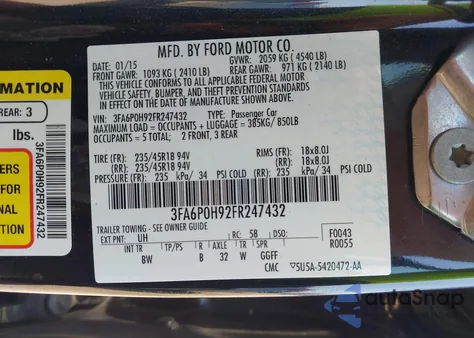 MFD. BY FORD MOTOR CO.
DATE: 01/15 GVWR: 2059 KG ( 4540 LB)
FRONT GAWR: 1093 KG ( 2410 LB) REAR GAWR: 971 KG ( 2140 LB)
THIS VEHICLE CONFORMS TO ALL APPLICABLE FEDERAL MOTOR
VEHICLE SAFETY, BUMPER, AND THEFT PREVENTION STANDARDS
IN EFFECT ON THE DATE OF MANUFACTURE SHOWN ABOVE.
VIN: 3FA6P0H92FR247432 TYPE: Passenger Car
MAXIMUM LOAD = OCCUPANTS + LUGGAGE = 385KG/ 850LB
OCCUPANTS = 5 TOTAL; 2 FRONT, 3 REAR
TIRE (FR): 235/45R18 94V RIMS (FR): 18x8.0J
TIRE (RR): 235/45R18 94V RIMS (RR): 18x8.0J
(FR): 235 kPa/ 34 PSI COLD (RR): 235 kPa/ 34 PSI COLD
3FA6P0H92FR247432
TRAILER TOWING - SEE OWNER GUIDE
EXT PNT: UH RC: 58 DSO: F0043
R0055
INT TR TP/PS R AXLE TR SPR
BW B 32 W GGFF
CMC 5U5A-5420472-AA
RMATION
REAR: 3
lbs.
ERS
FOR
NAL
TION
3FA6P0H92FR247432
autoSnap